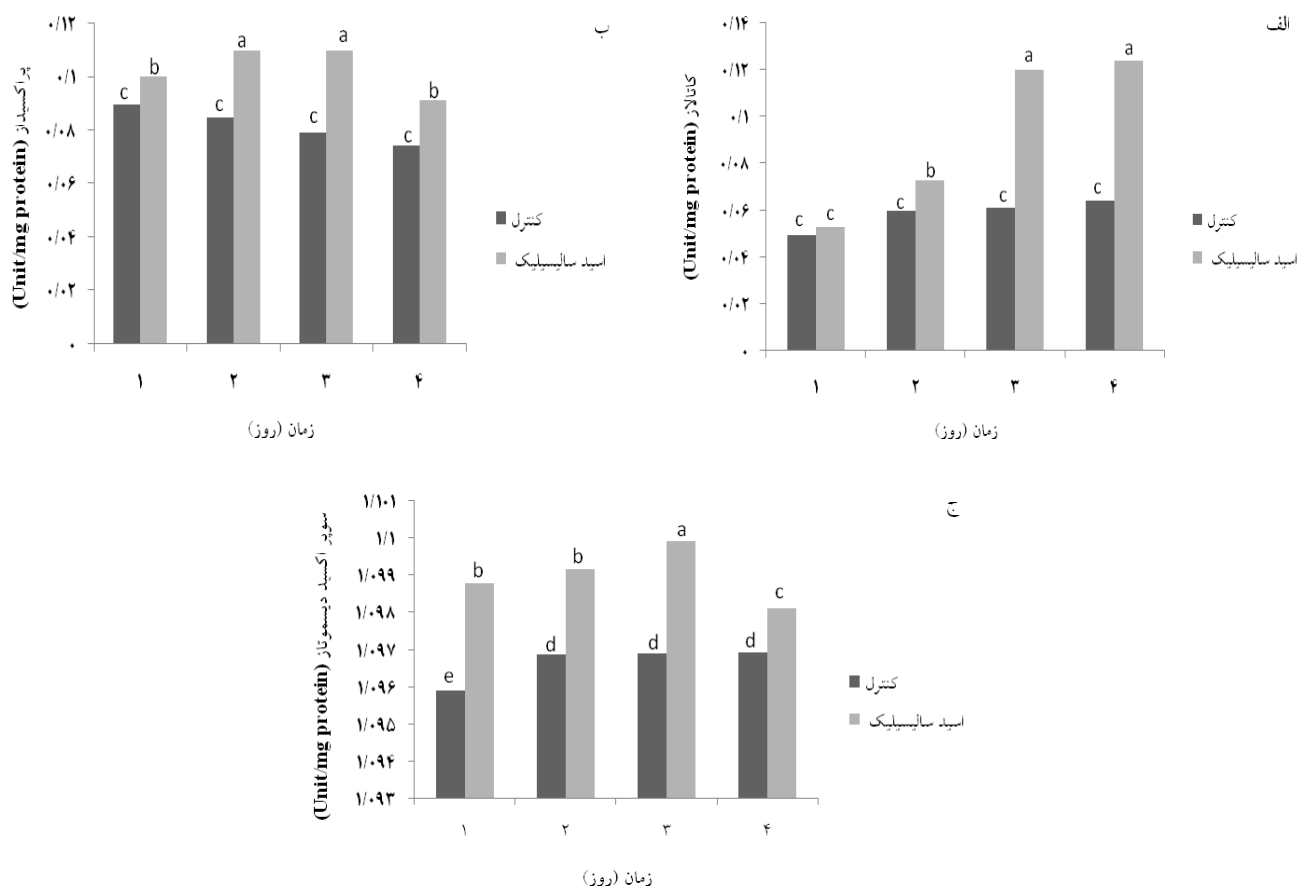 الف
کاتالاز (Unit/mg protein)
۰/۱۴
۰/۱۲
۰/۱
۰/۰۸
۰/۰۶
۰/۰۴
۰/۰۲
۰
c c c b c a c a
۱ ۲ ۳ ۴
زمان (روز)
کنترل
اسید سالیسیلیک
ب
پراکسیداز (Unit/mg protein)
۰/۱۲
۰/۱
۰/۰۸
۰/۰۶
۰/۰۴
۰/۰۲
۰
c b c a c a c b
۱ ۲ ۳ ۴
زمان (روز)
کنترل
اسید سالیسیلیک
ج
سوپر اکسید دیسموتاز (Unit/mg protein)
۱/۱۰۱
۱/۱
۱/۰۹۹
۱/۰۹۸
۱/۰۹۷
۱/۰۹۶
۱/۰۹۵
۱/۰۹۴
۱/۰۹۳
e b d b d a d c
۱ ۲ ۳ ۴
زمان (روز)
کنترل
اسید سالیسیلیک